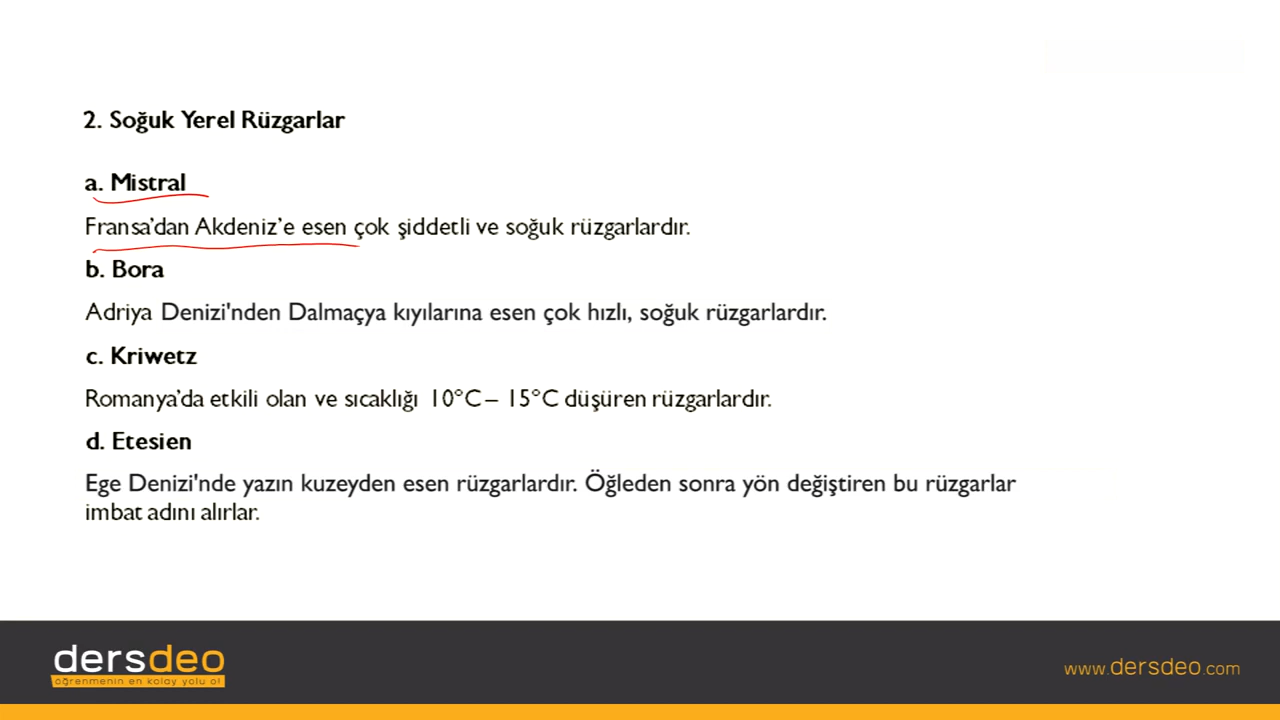 2. Soğuk Yerel Rüzgarlar
a. Mistral
Fransa’dan Akdeniz’e esen çok şiddetli ve soğuk rüzgarlardır.
b. Bora
Adriya Denizi'nden Dalmaçya kıyılarına esen çok hızlı, soğuk rüzgarlardır.
c. Kriwetz
Romanya’da etkili olan ve sıcaklığı 10°C – 15°C düşüren rüzgarlardır.
d. Etesien
Ege Denizi'nde yazın kuzeyden esen rüzgarlardır. Öğleden sonra yön değiştiren bu rüzgarlar
imbat adını alırlar.
dersdeo
öğrenmenin en kolay yolu o!
www.dersdeo.com